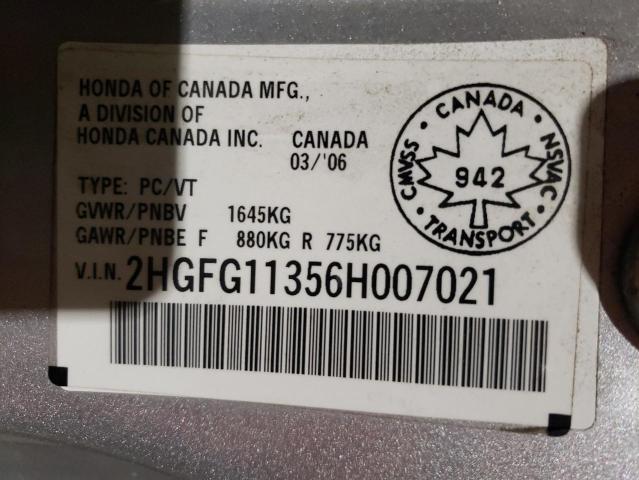 HONDA OF CANADA MFG.,
A DIVISION OF
HONDA CANADA INC. CANADA
03/'06
TYPE: PC/VT
GVWR/PNBV 1645KG
GAWR/PNBE F 880KG R 775KG
V.I.N. 2HGFG11356H007021
CMVSS · CANADA · NSVAC · TRANSPORT ·
942